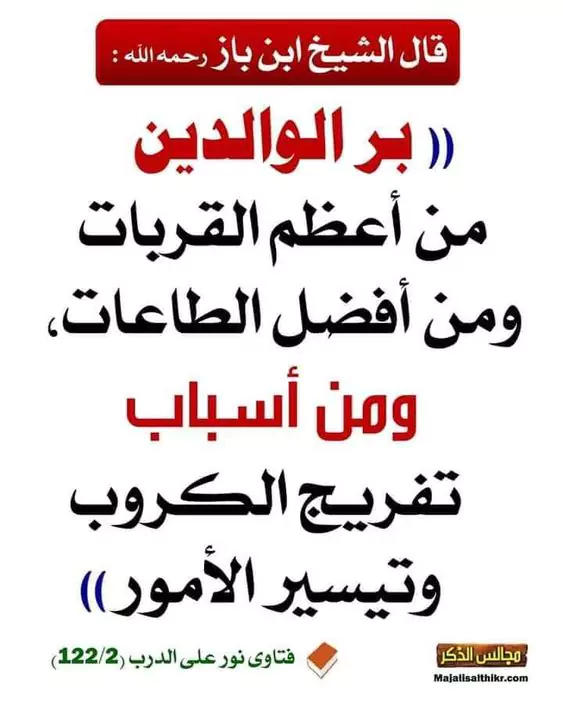 قال الشيخ ابن باز رحمه الله :
(( بر الوالدين
من أعظم القربات
ومن أفضل الطاعات،
ومن أسباب
تفريج الكروب
وتيسير الأمور ))
فتاوى نور على الدرب (122/2)
مجالس الذكر
Majalisalthikr.com